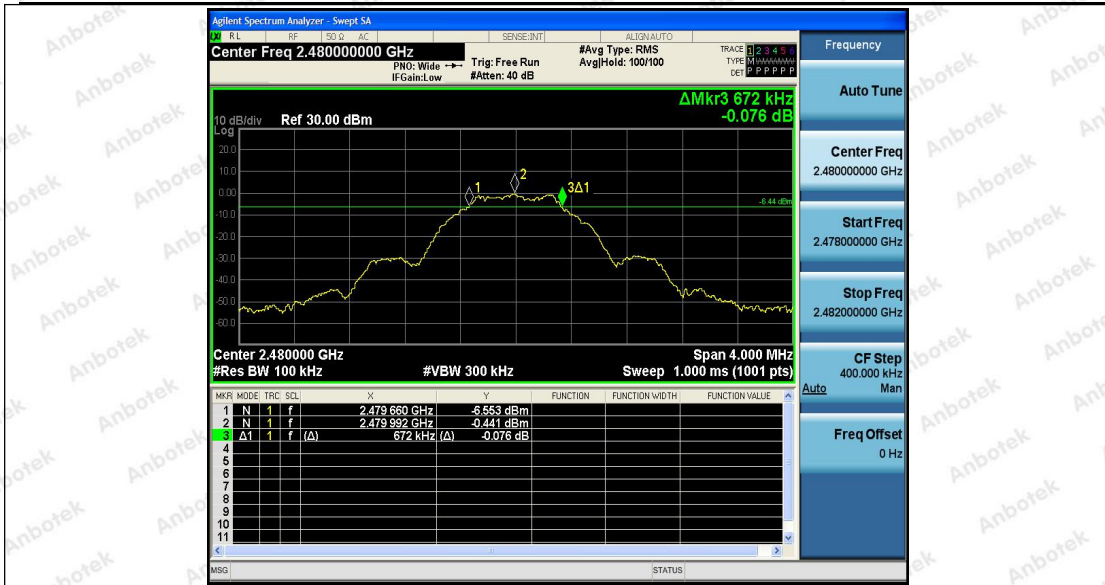 Agilent Spectrum Analyzer - Swept SA
RL RF 50 Ω AC SENSE:INT ALIGN AUTO
Center Freq 2.480000000 GHz
PNO: Wide
IFGain:Low
Trig: Free Run
#Atten: 40 dB
#Avg Type: RMS
Avg|Hold: 100/100
TRACE 1 2 3 4 5 6
TYPE M
DET P P P P P P
ΔMkr3 672 kHz
-0.076 dB
10 dB/div Ref 30.00 dBm
Log
20.0
10.0
0.00
-10.0
-20.0
-30.0
-40.0
-50.0
-60.0
1
2
3Δ1
-6.44 dBm
Center 2.480000 GHz Span 4.000 MHz
#Res BW 100 kHz #VBW 300 kHz Sweep 1.000 ms (1001 pts)
MKR MODE TRC SCL X Y FUNCTION FUNCTION WIDTH FUNCTION VALUE
1 N 1 f 2.479 660 GHz -6.553 dBm
2 N 1 f 2.479 992 GHz -0.441 dBm
3 Δ1 1 f (Δ) 672 kHz (Δ) -0.076 dB
4
5
6
7
8
9
10
11
MSG STATUS
Frequency
Auto Tune
Center Freq
2.480000000 GHz
Start Freq
2.478000000 GHz
Stop Freq
2.482000000 GHz
CF Step
400.000 kHz
Auto Man
Freq Offset
0 Hz
Anbotek